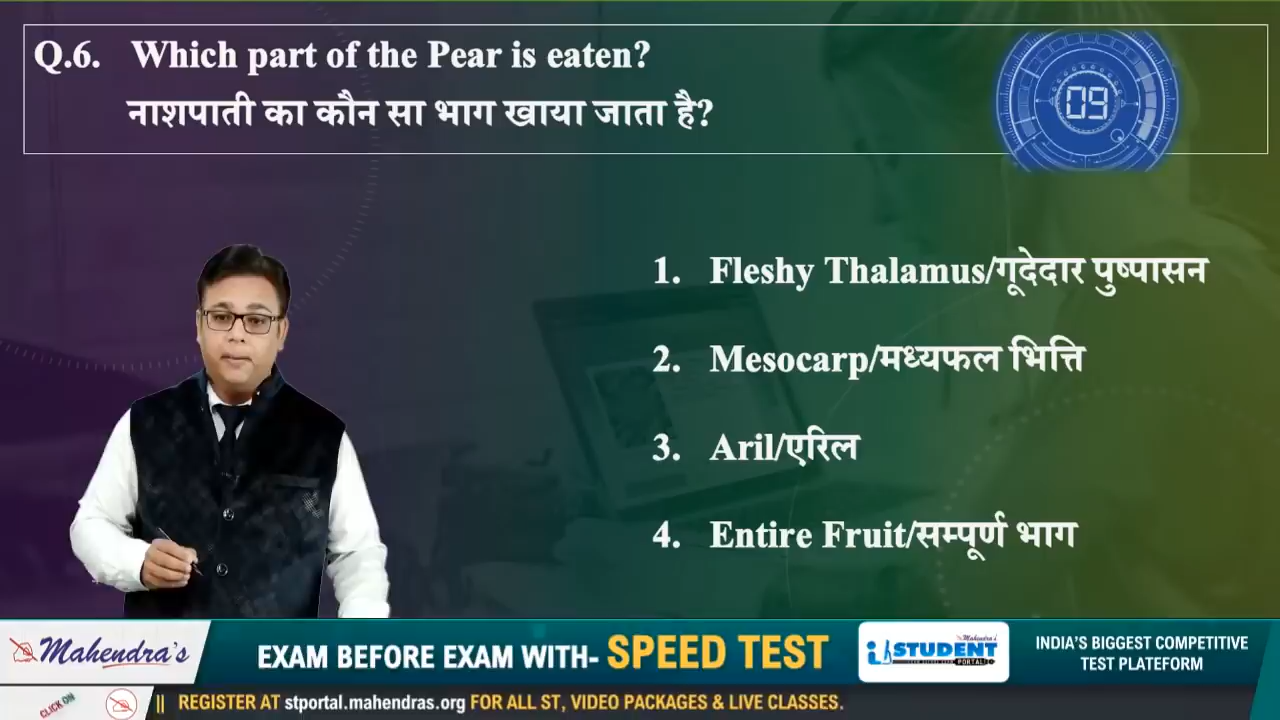 Q.6. Which part of the Pear is eaten?
नाशपाती का कौन सा भाग खाया जाता है?
09
1. Fleshy Thalamus/गूदेदार पुष्पासन
2. Mesocarp/मध्यफल भित्ति
3. Aril/एरिल
4. Entire Fruit/सम्पूर्ण भाग
Mahendra's
EXAM BEFORE EXAM WITH- SPEED TEST
Mahendra's
STUDENT
PORTAL
INDIA'S BIGGEST COMPETITIVE
TEST PLATEFORM
CLICK ON
REGISTER AT stportal.mahendras.org FOR ALL ST, VIDEO PACKAGES & LIVE CLASSES.